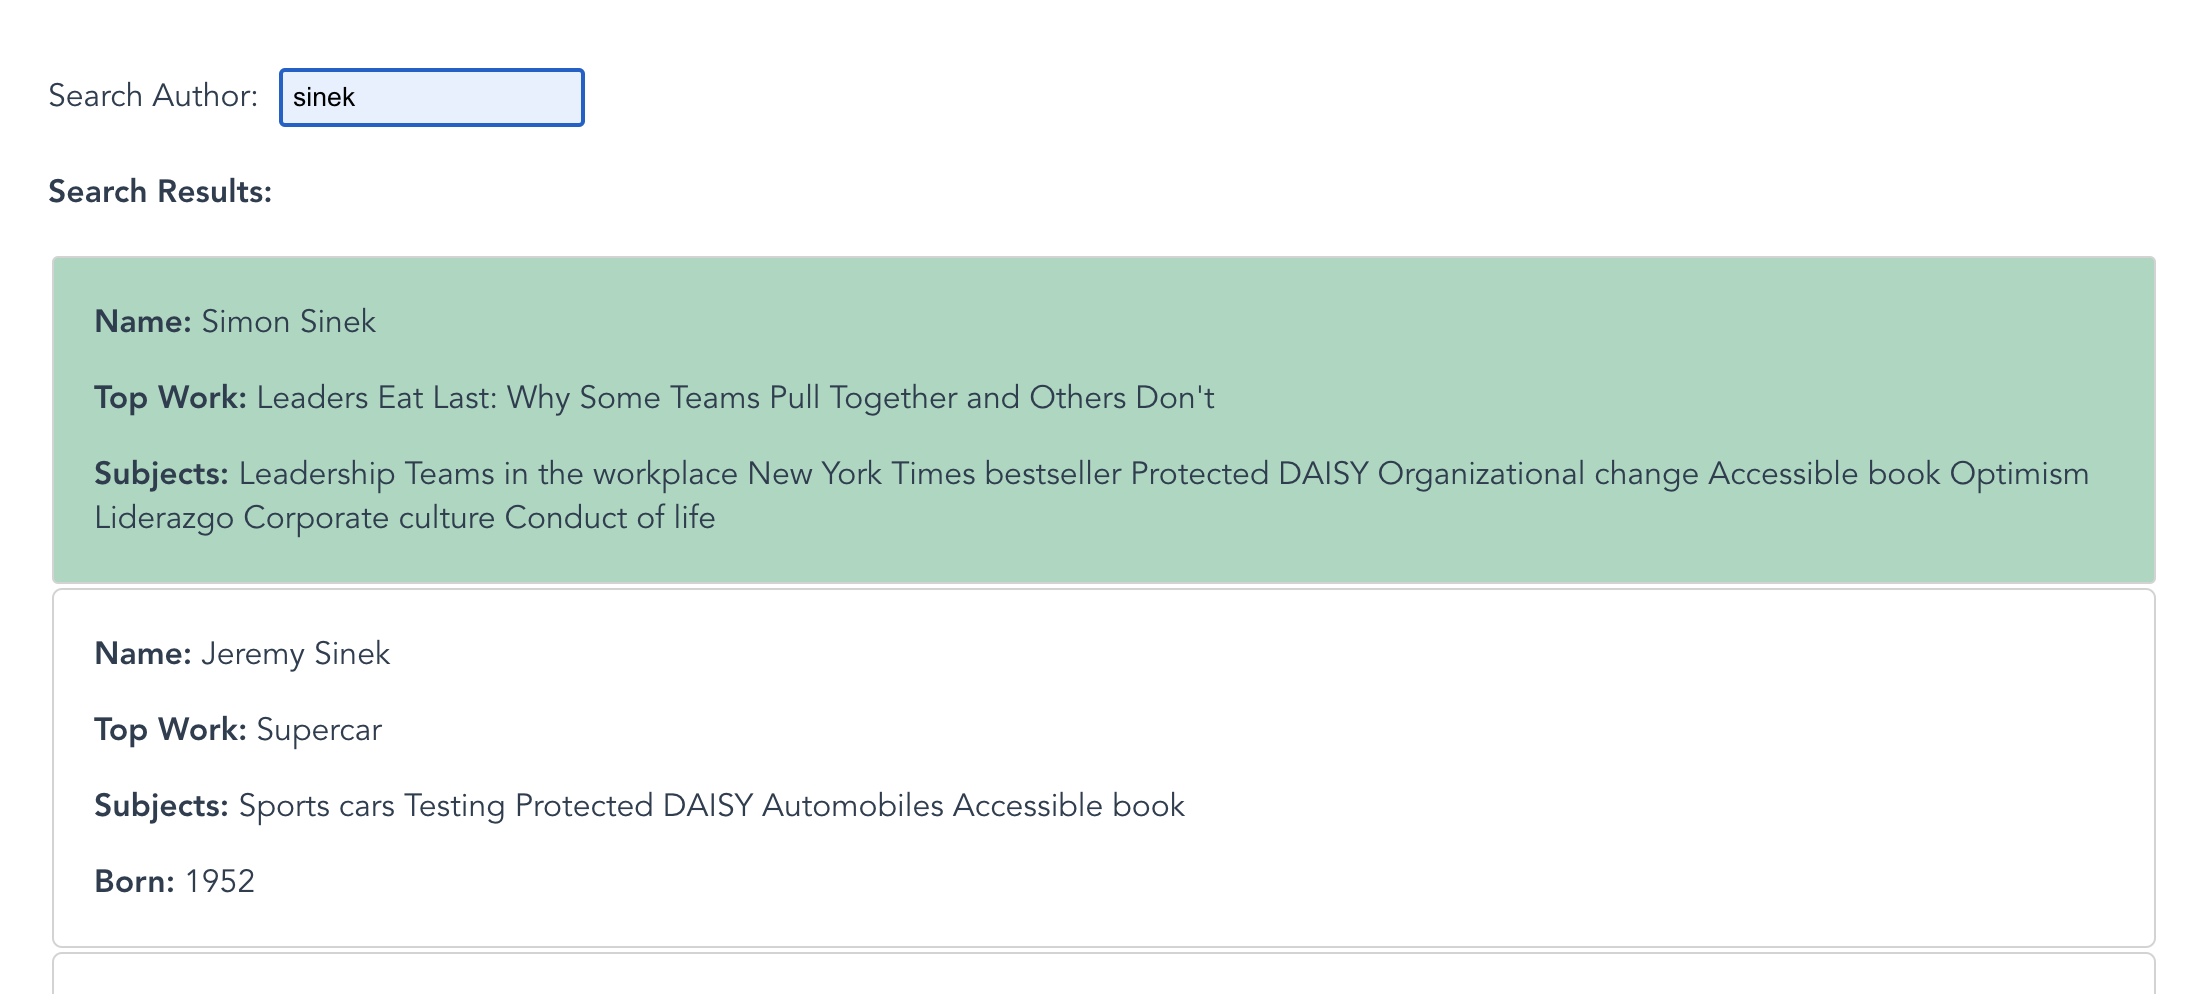 Search Author: sinek
Search Results:
Name: Simon Sinek
Top Work: Leaders Eat Last: Why Some Teams Pull Together and Others Don't
Subjects: Leadership Teams in the workplace New York Times bestseller Protected DAISY Organizational change Accessible book Optimism
Liderazgo Corporate culture Conduct of life
Name: Jeremy Sinek
Top Work: Supercar
Subjects: Sports cars Testing Protected DAISY Automobiles Accessible book
Born: 1952